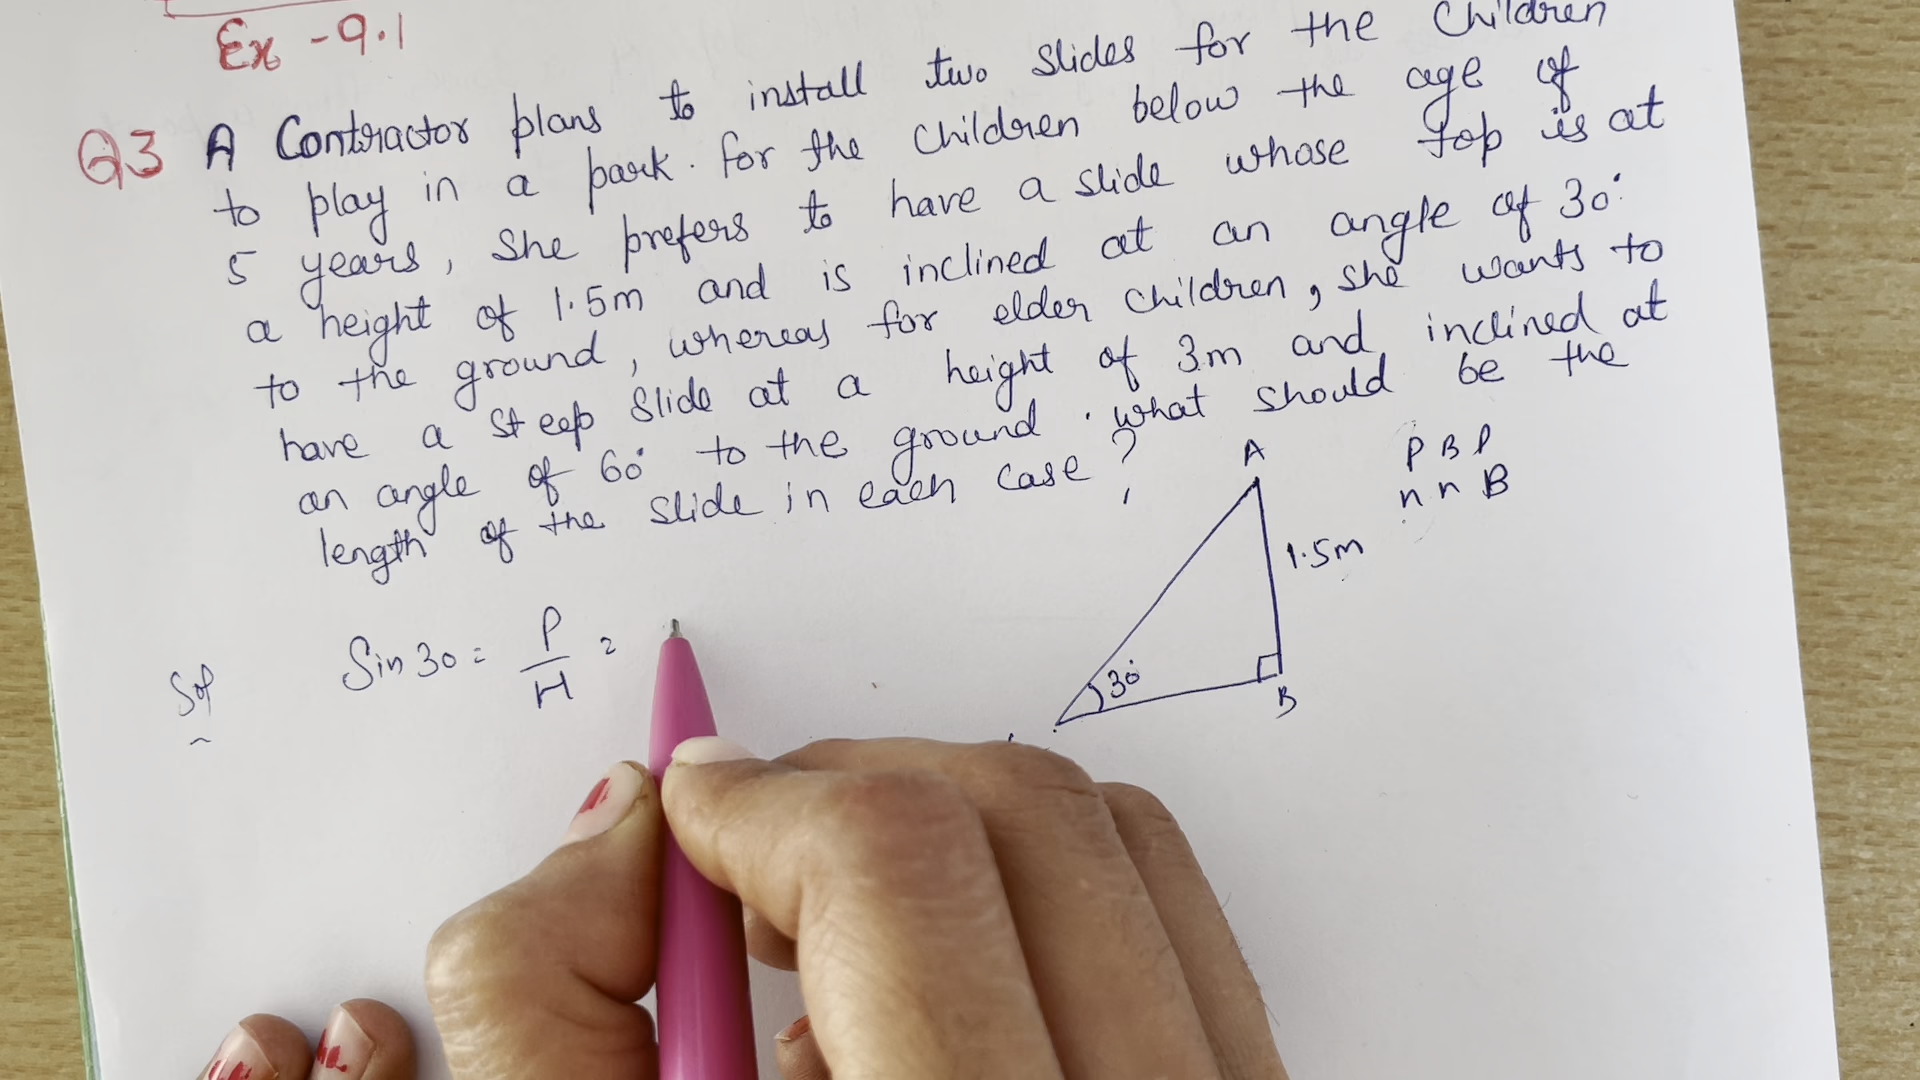 Ex - 9.1
Q3 A Contractor plans to install two slides for the Children
to play in a park. for the children below the age of
5 years, She prefers to have a slide whose top is at
a height of 1.5m and is inclined at an angle of 30°
to the ground, whereas for elder children, she wants to
have a steep slide at a height of 3m and inclined at
an angle of 60° to the ground. what should be the
length of the slide in each case?
A
P B P
n n B
1.5m
Sol Sin 30 = P/H =
30°
B